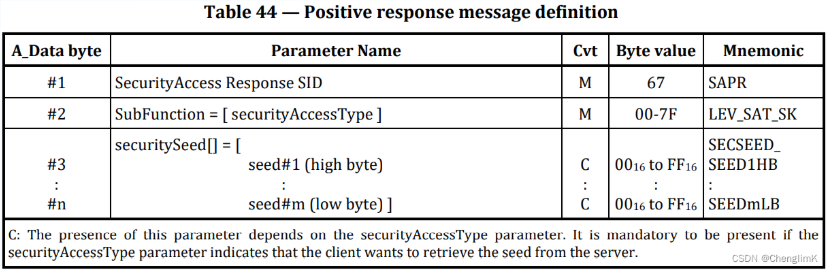 Table 44 — Positive response message definition
A_Data byte Parameter Name Cvt Byte value Mnemonic
#1 SecurityAccess Response SID M 67 SAPR
#2 SubFunction = [ securityAccessType ] M 00-7F LEV_SAT_SK
securitySeed[] = [ SECSEED_
#3 seed#1 (high byte) C 00₁₆ to FF₁₆ SEED1HB
: : : : :
#n seed#m (low byte) ] C 00₁₆ to FF₁₆ SEEDmLB
C: The presence of this parameter depends on the securityAccessType parameter. It is mandatory to be present if the
securityAccessType parameter indicates that the client wants to retrieve the seed from the server.
CSDN @ChenglimK